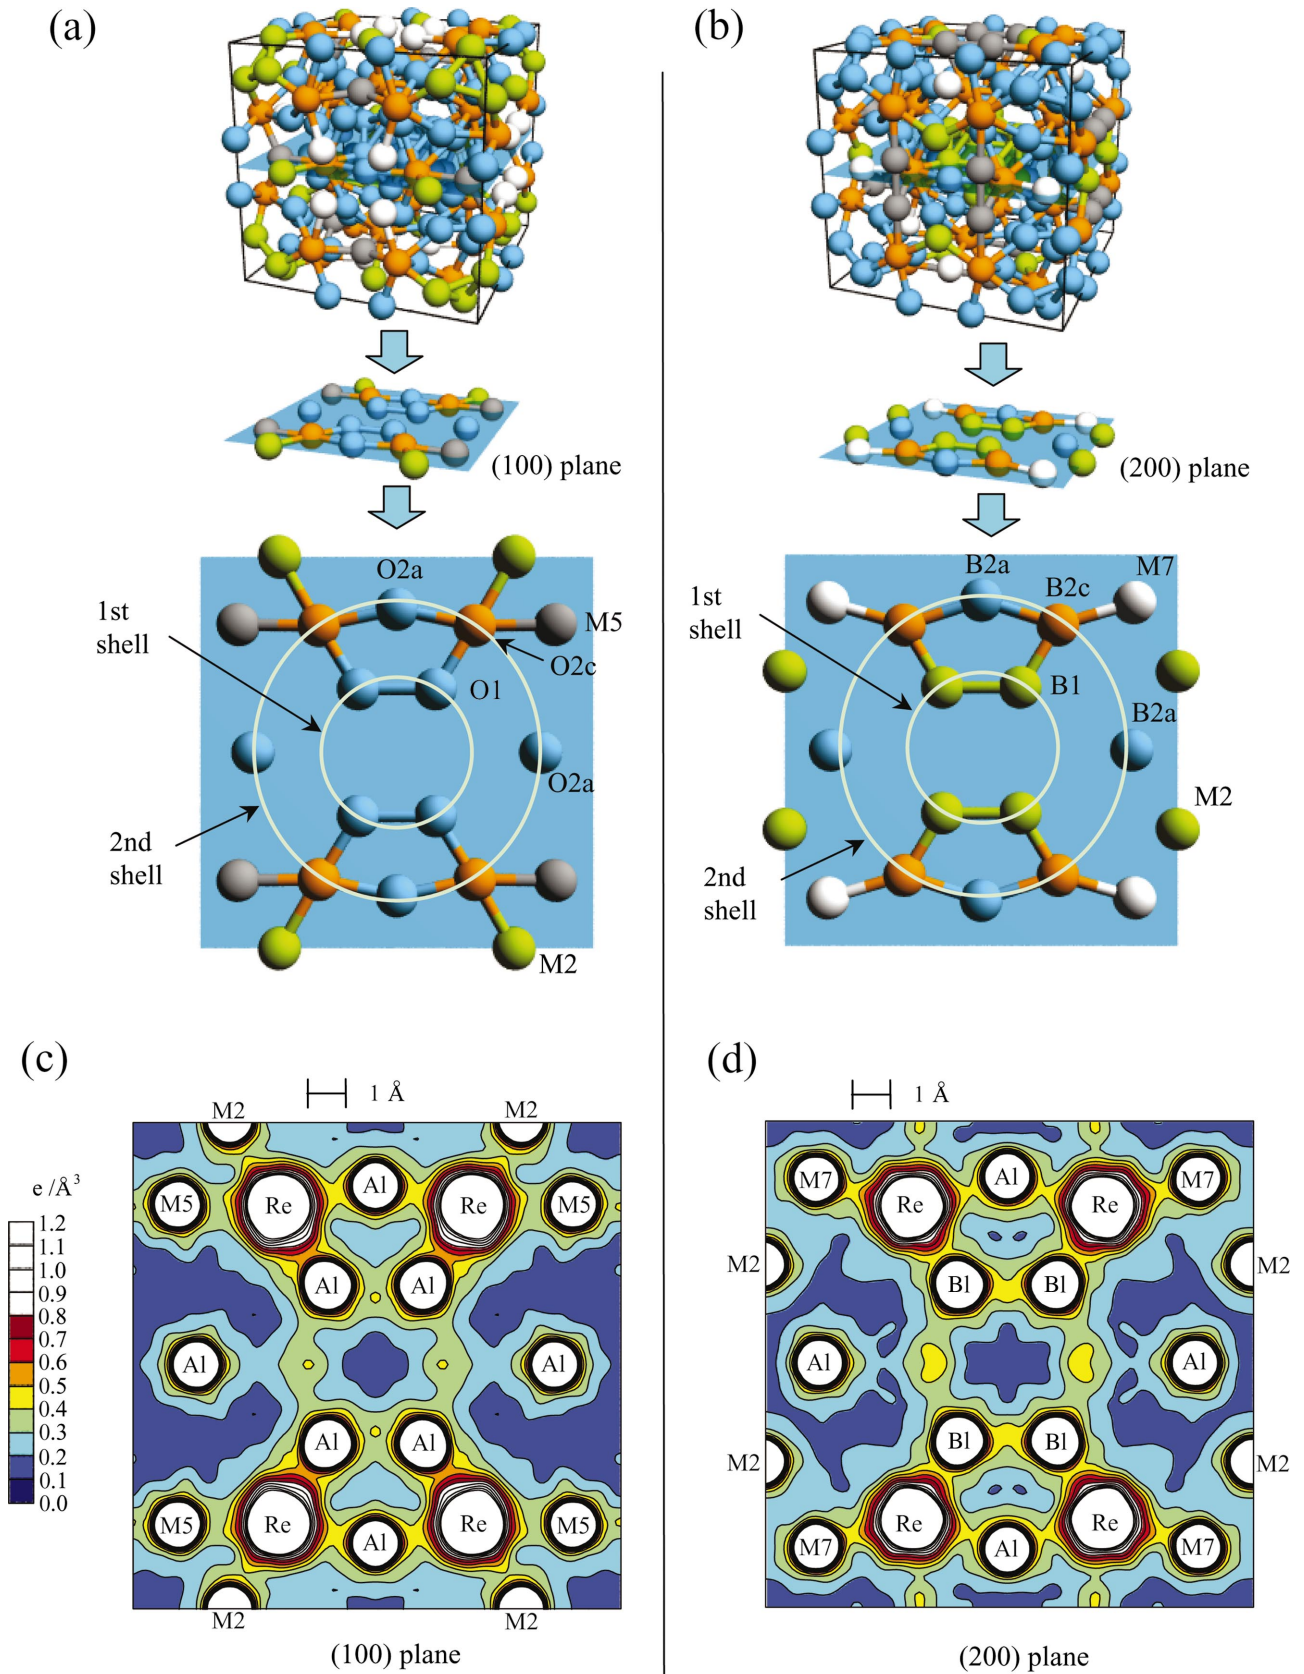 (a)
(b)
(100) plane
(200) plane
1st
shell
O2a
M5
O2c
O1
O2a
2nd
shell
M2
1st
shell
B2a
M7
B2c
B1
B2a
M2
2nd
shell
(c)
(d)
1 Å
1 Å
M2 M2
e /Å3
1.2
1.1
1.0
0.9
0.8
0.7
0.6
0.5
0.4
0.3
0.2
0.1
0.0
M5 Re Al Re M5
Al Al
Al Al
Al Al
M5 Re Al Re M5
M2 M2
(100) plane
M7 Re Al Re M7
M2 Bl Bl M2
Al Al
M2 Bl Bl M2
M7 Re Al Re M7
(200) plane